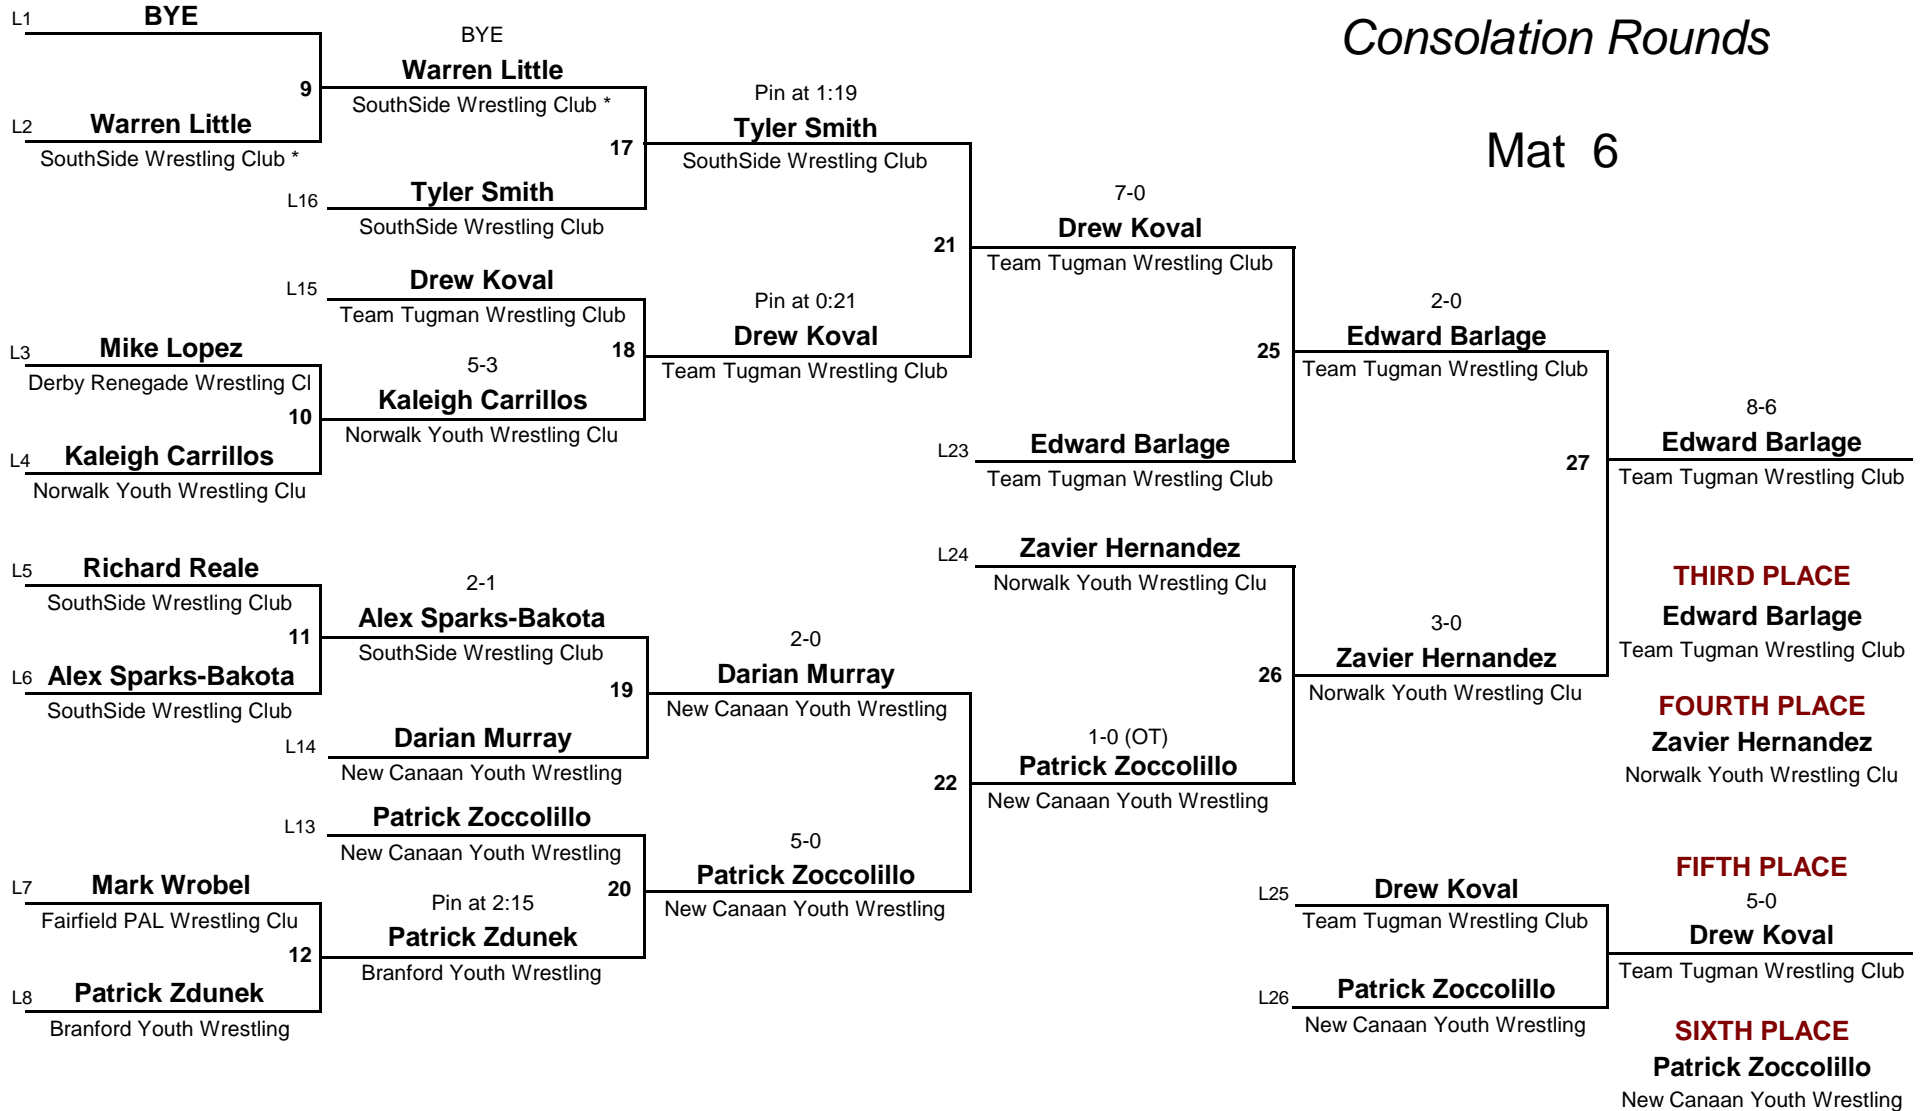 Consolation Rounds
Mat 6
L1 BYE
9
L2 Warren Little
SouthSide Wrestling Club *
L3 Mike Lopez
Derby Renegade Wrestling Cl
10
L4 Kaleigh Carrillos
Norwalk Youth Wrestling Clu
L5 Richard Reale
SouthSide Wrestling Club
11
L6 Alex Sparks-Bakota
SouthSide Wrestling Club
L7 Mark Wrobel
Fairfield PAL Wrestling Clu
12
L8 Patrick Zdunek
Branford Youth Wrestling
BYE
Warren Little
SouthSide Wrestling Club *
17
L16 Tyler Smith
SouthSide Wrestling Club
L15 Drew Koval
Team Tugman Wrestling Club
18
5-3
Kaleigh Carrillos
Norwalk Youth Wrestling Clu
2-1
Alex Sparks-Bakota
SouthSide Wrestling Club
19
L14 Darian Murray
New Canaan Youth Wrestling
L13 Patrick Zoccolillo
New Canaan Youth Wrestling
20
Pin at 2:15
Patrick Zdunek
Branford Youth Wrestling
Pin at 1:19
Tyler Smith
SouthSide Wrestling Club
21
Pin at 0:21
Drew Koval
Team Tugman Wrestling Club
2-0
Darian Murray
New Canaan Youth Wrestling
22
5-0
Patrick Zoccolillo
New Canaan Youth Wrestling
7-0
Drew Koval
Team Tugman Wrestling Club
25
L23 Edward Barlage
Team Tugman Wrestling Club
L24 Zavier Hernandez
Norwalk Youth Wrestling Clu
26
1-0 (OT)
Patrick Zoccolillo
New Canaan Youth Wrestling
2-0
Edward Barlage
Team Tugman Wrestling Club
27
3-0
Zavier Hernandez
Norwalk Youth Wrestling Clu
8-6
Edward Barlage
Team Tugman Wrestling Club
THIRD PLACE
Edward Barlage
Team Tugman Wrestling Club
FOURTH PLACE
Zavier Hernandez
Norwalk Youth Wrestling Clu
L25 Drew Koval
Team Tugman Wrestling Club
L26 Patrick Zoccolillo
New Canaan Youth Wrestling
FIFTH PLACE
5-0
Drew Koval
Team Tugman Wrestling Club
SIXTH PLACE
Patrick Zoccolillo
New Canaan Youth Wrestling